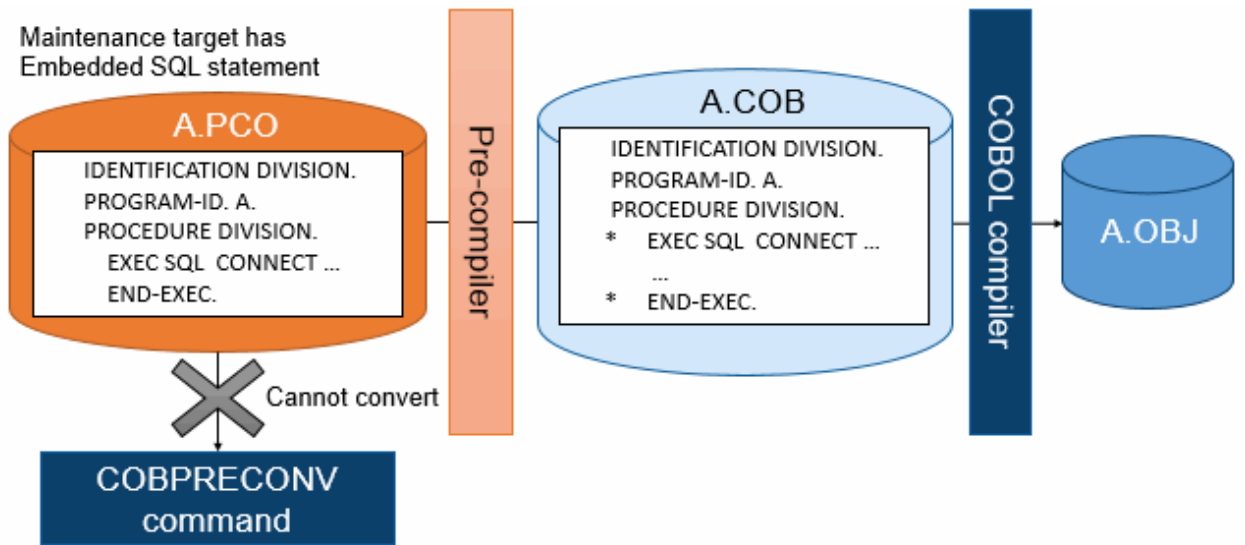 Maintenance target has
Embedded SQL statement
A.PCO
IDENTIFICATION DIVISION.
PROGRAM-ID. A.
PROCEDURE DIVISION.
EXEC SQL  CONNECT ...
END-EXEC.
Cannot convert
COBPRECONV
command
Pre-compiler
A.COB
IDENTIFICATION DIVISION.
PROGRAM-ID. A.
PROCEDURE DIVISION.
*    EXEC SQL  CONNECT ...
...
*    END-EXEC.
COBOL compiler
A.OBJ